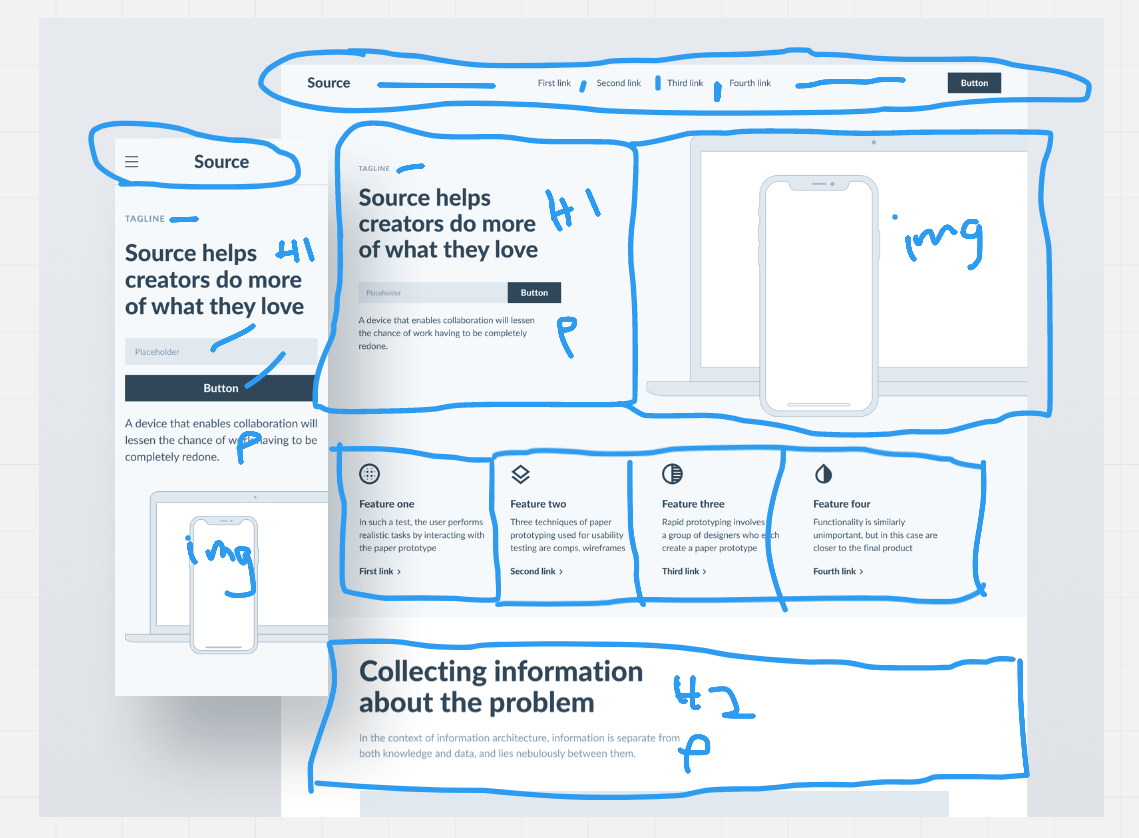 Source
First link
Second link
Third link
Fourth link
Button
Source
TAGLINE
Source helps
creators do more
of what they love
H1
Placeholder
Button
A device that enables collaboration will
lessen the chance of work having to be
completely redone.
P
img
TAGLINE
Source helps
creators do more
of what they love
H1
Placeholder
Button
A device that enables collaboration will lessen
the chance of work having to be completely
redone.
P
img
Feature one
In such a test, the user performs
realistic tasks by interacting with
the paper prototype
First link >
Feature two
Three techniques of paper
prototyping used for usability
testing are comps, wireframes
Second link >
Feature three
Rapid prototyping involves
a group of designers who each
create a paper prototype
Third link >
Feature four
Functionality is similarly
unimportant, but in this case are
closer to the final product
Fourth link >
Collecting information
about the problem
H2
In the context of information architecture, information is separate from
both knowledge and data, and lies nebulously between them.
P